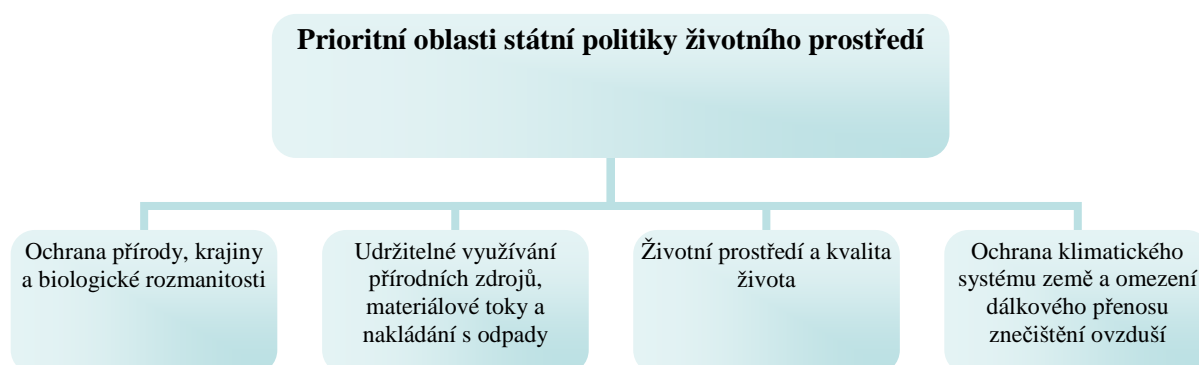 Prioritní oblasti státní politiky životního prostředí
Ochrana přírody, krajiny
a biologické rozmanitosti
Udržitelné využívání
přírodních zdrojů,
materiálové toky a
nakládání s odpady
Životní prostředí a kvalita
života
Ochrana klimatického
systému země a omezení
dálkového přenosu
znečištění ovzduší